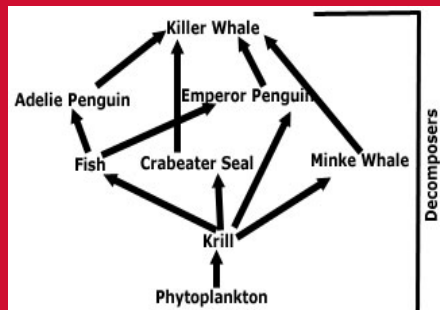 Killer Whale
Adelie Penguin
Emperor Penguin
Fish
Crabeater Seal
Minke Whale
Krill
Phytoplankton
Decomposers